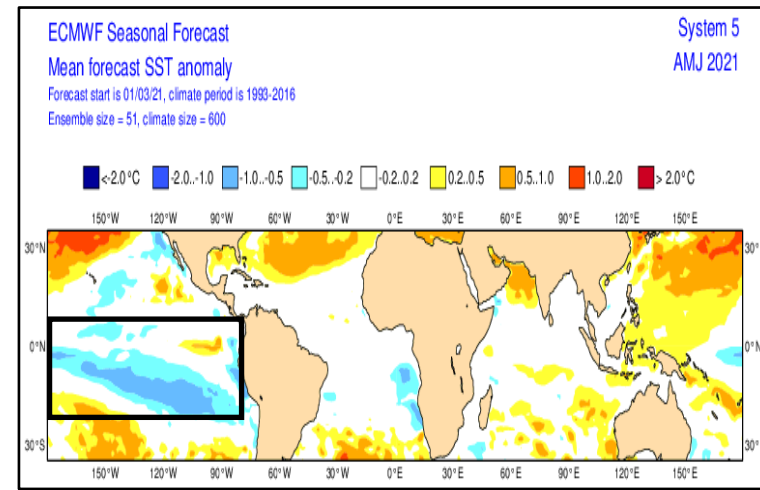 ECMWF Seasonal Forecast
System 5
Mean forecast SST anomaly
AMJ 2021
Forecast start is 01/03/21, climate period is 1993-2016
Ensemble size = 51, climate size = 600
<-2.0°C -2.0..-1.0 -1.0..-0.5 -0.5..-0.2 -0.2..0.2 0.2..0.5 0.5..1.0 1.0..2.0 > 2.0°C
150°W 120°W 90°W 60°W 30°W 0°E 30°E 60°E 90°E 120°E 150°E
30°N 30°
0°N 0°N
30°S 30°
150°W 120°W 90°W 60°W 30°W 0°E 30°E 60°E 90°E 120°E 150°E